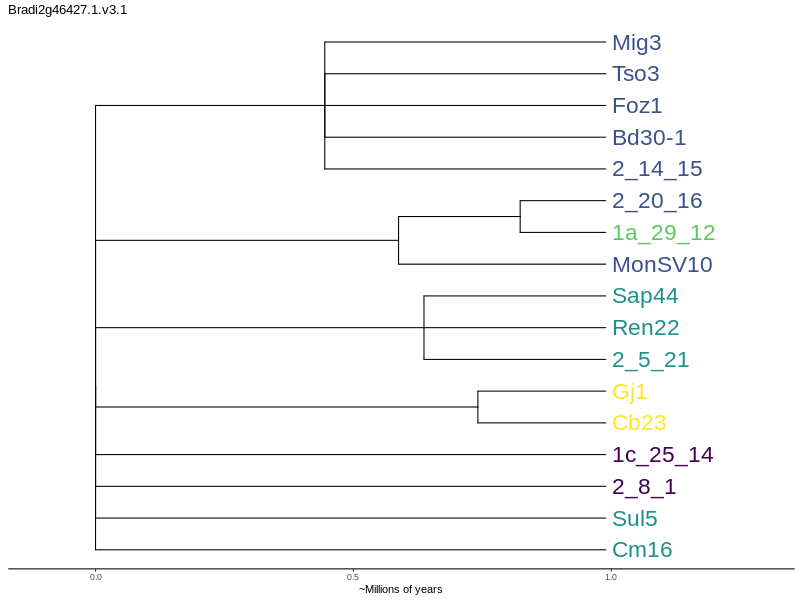 Bradi2g46427.1.v3.1
Mig3
Tso3
Foz1
Bd30-1
2_14_15
2_20_16
1a_29_12
MonSV10
Sap44
Ren22
2_5_21
Gj1
Cb23
1c_25_14
2_8_1
Sul5
Cm16
0.0 0.5 1.0
~Millions of years